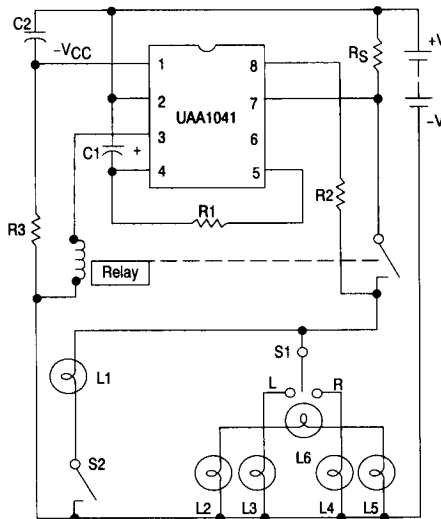 C2
−VCC
1
8
RS
+V
2
UAA1041
7
−V
3
6
C1
+
4
5
R1
R2
R3
Relay
S1
L1
L
R
S2
L6
L2
L3
L4
L5